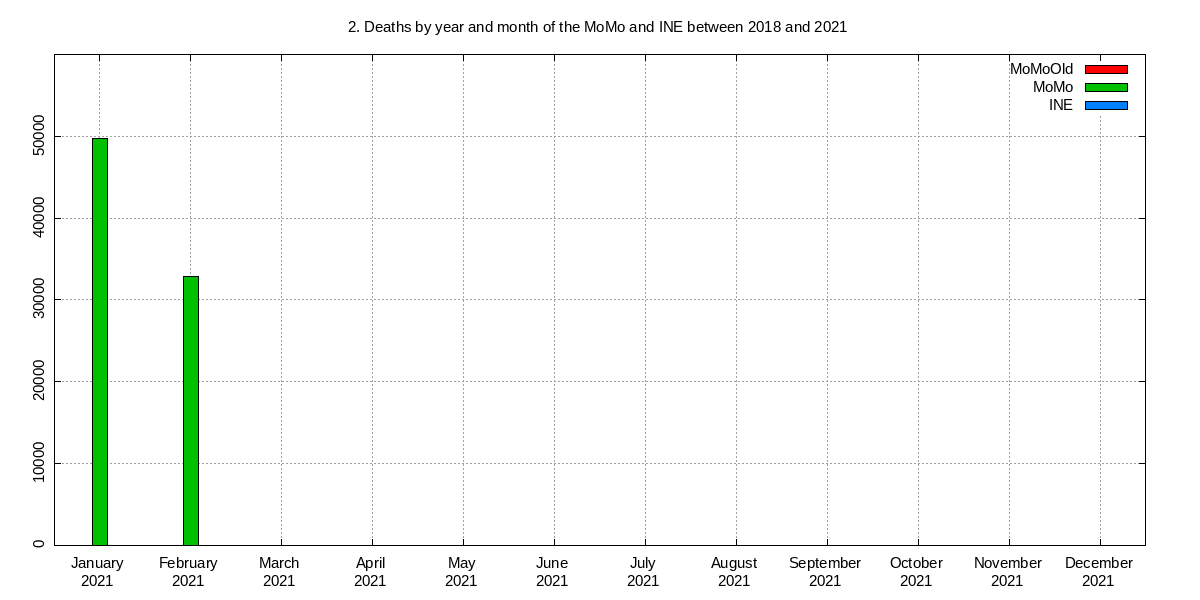 2. Deaths by year and month of the MoMo and INE between 2018 and 2021
MoMoOld
MoMo
INE
50000
40000
30000
20000
10000
0
January February March April May June July August September October November December
2021 2021 2021 2021 2021 2021 2021 2021 2021 2021 2021 2021